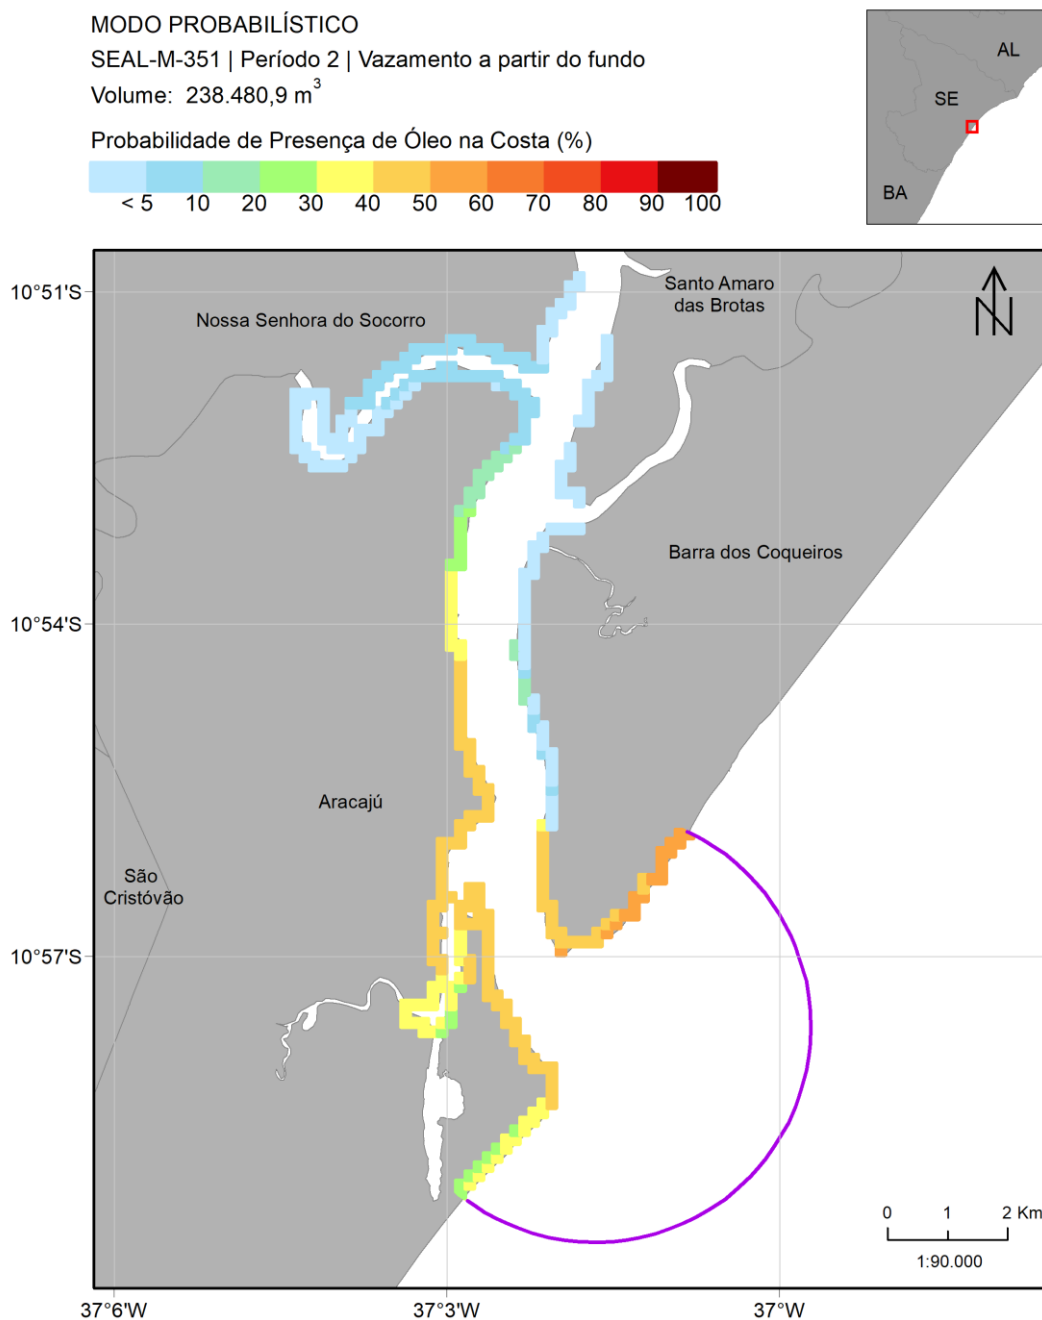 MODO PROBABILÍSTICO
SEAL-M-351 | Período 2 | Vazamento a partir do fundo
Volume: 238.480,9 m³
Probabilidade de Presença de Óleo na Costa (%)
< 5 10 20 30 40 50 60 70 80 90 100
AL
SE
BA
10°51'S
Santo Amaro
das Brotas
N
Nossa Senhora do Socorro
Barra dos Coqueiros
10°54'S
Aracajú
São
Cristóvão
10°57'S
0 1 2 Km
1:90.000
37°6'W 37°3'W 37°W